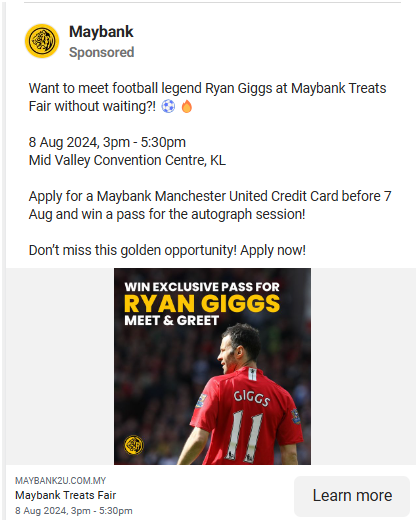 Maybank
Sponsored
Want to meet football legend Ryan Giggs at Maybank Treats
Fair without waiting?! ⚽ 🔥
8 Aug 2024, 3pm - 5:30pm
Mid Valley Convention Centre, KL
Apply for a Maybank Manchester United Credit Card before 7
Aug and win a pass for the autograph session!
Don’t miss this golden opportunity! Apply now!
WIN EXCLUSIVE PASS FOR
RYAN GIGGS
MEET & GREET
GIGGS
11
MAYBANK2U.COM.MY
Maybank Treats Fair
8 Aug 2024, 3pm - 5:30pm
Learn more